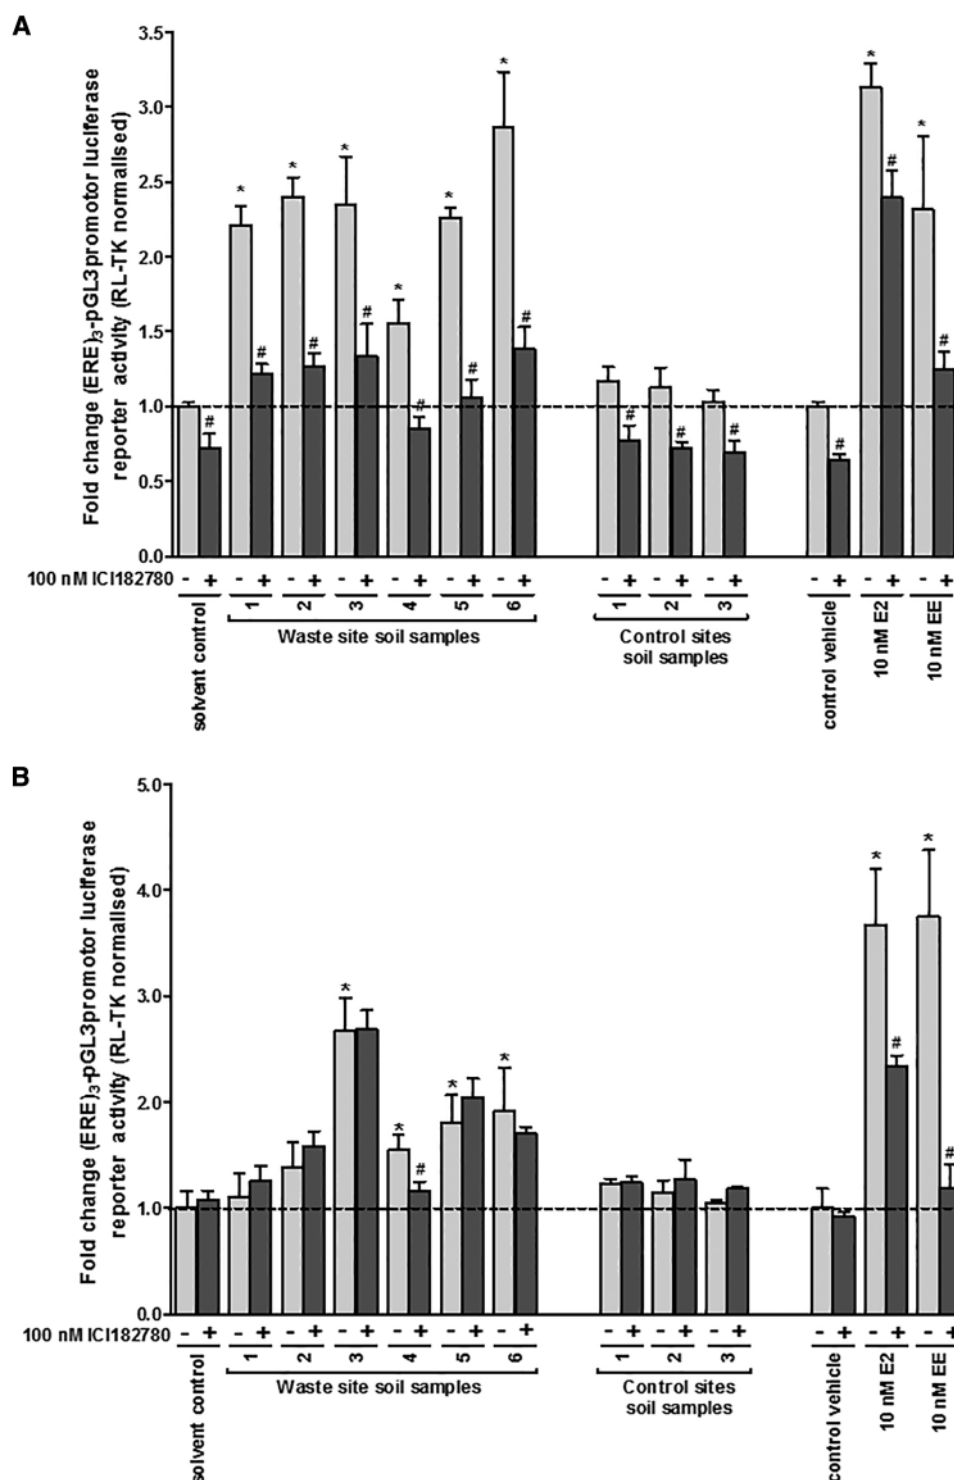 A
Fold change (ERE)3-pGL3promotor luciferase
reporter activity (RL-TK normalised)
3.5
3.0
2.5
2.0
1.5
1.0
0.5
0.0
* * * * * * * *
# # # # # # # # # # # # #
100 nM ICI182780 - + - + - + - + - + - + - + - + - + - + - + - + - +
solvent control
1 2 3 4 5 6
Waste site soil samples
1 2 3
Control sites
soil samples
control vehicle
10 nM E2
10 nM EE
B
Fold change (ERE)3-pGL3promotor luciferase
reporter activity (RL-TK normalised)
5.0
4.0
3.0
2.0
1.0
0.0
* * * * * *
# # #
100 nM ICI182780 - + - + - + - + - + - + - + - + - + - + - + - + - +
solvent control
1 2 3 4 5 6
Waste site soil samples
1 2 3
Control sites
soil samples
control vehicle
10 nM E2
10 nM EE